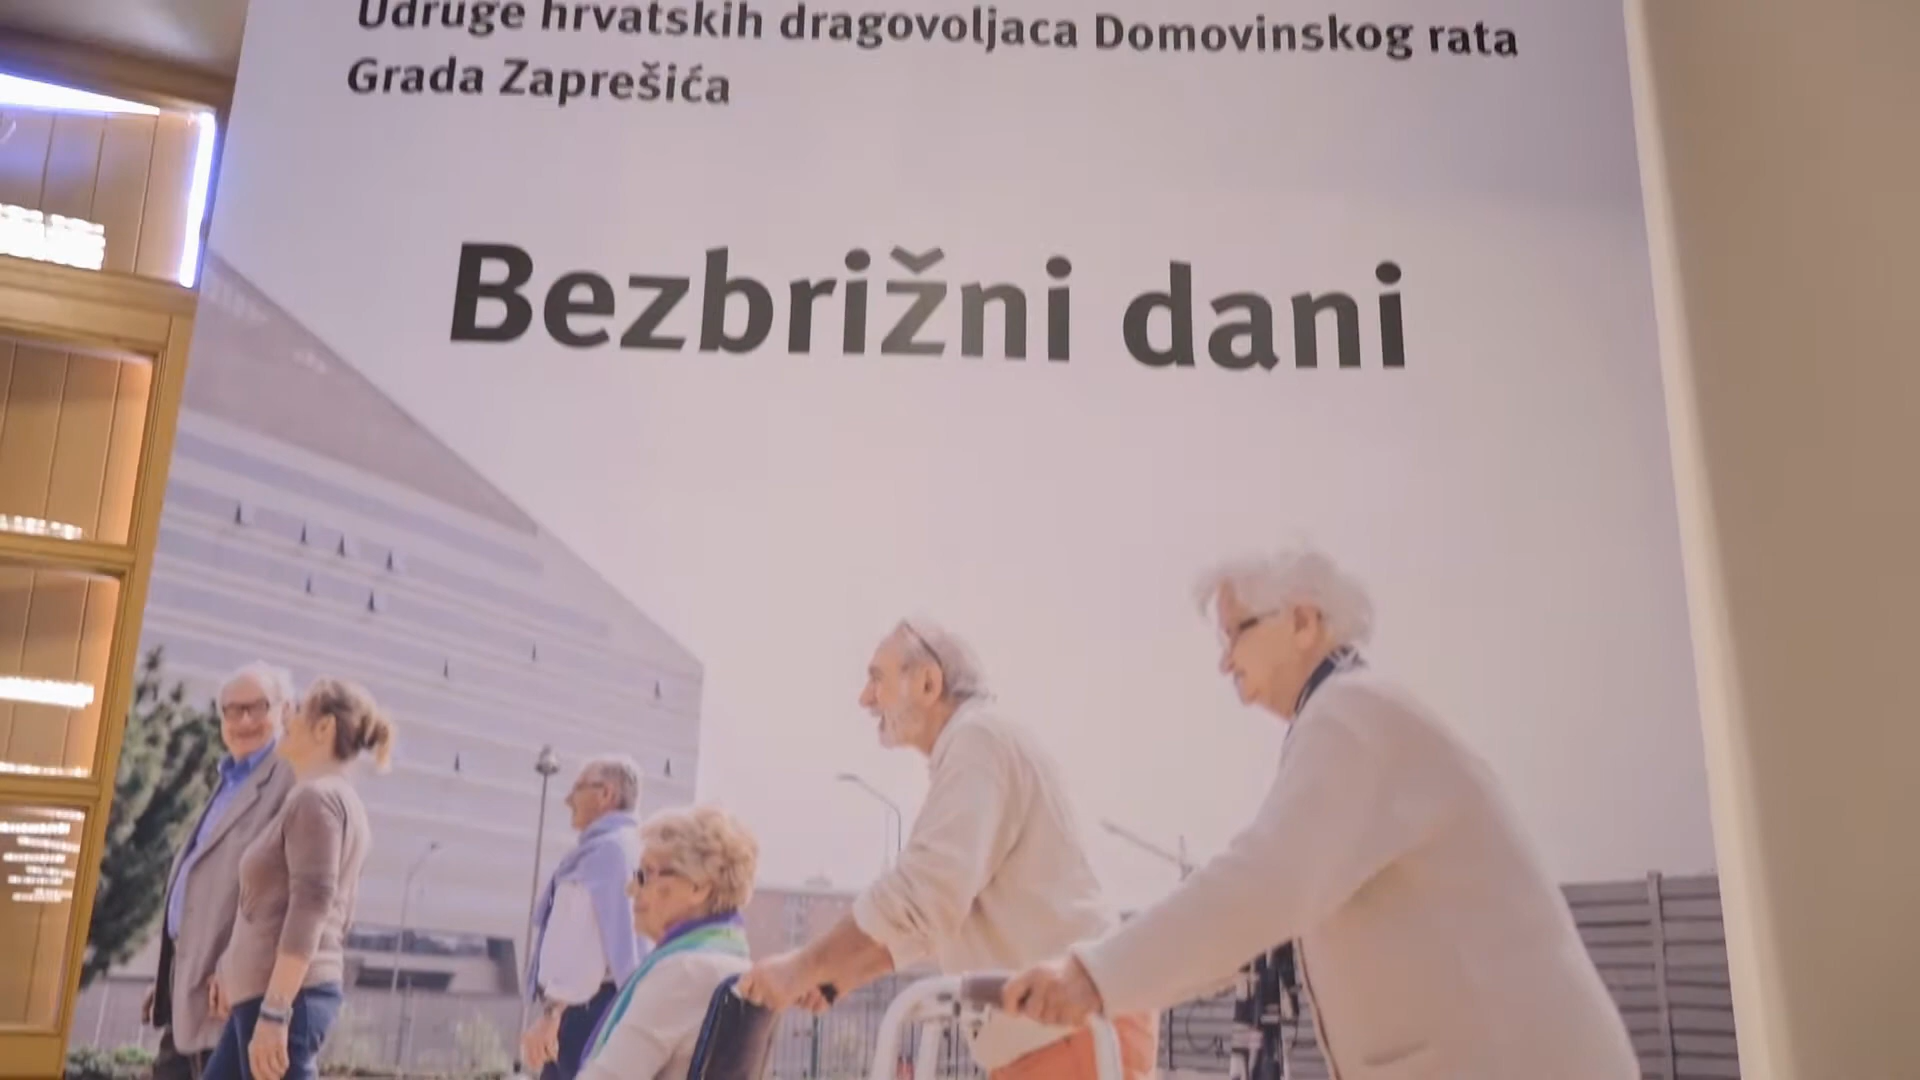 Udruge hrvatskih dragovoljaca Domovinskog rata
Grada Zaprešića
Bezbrižni dani